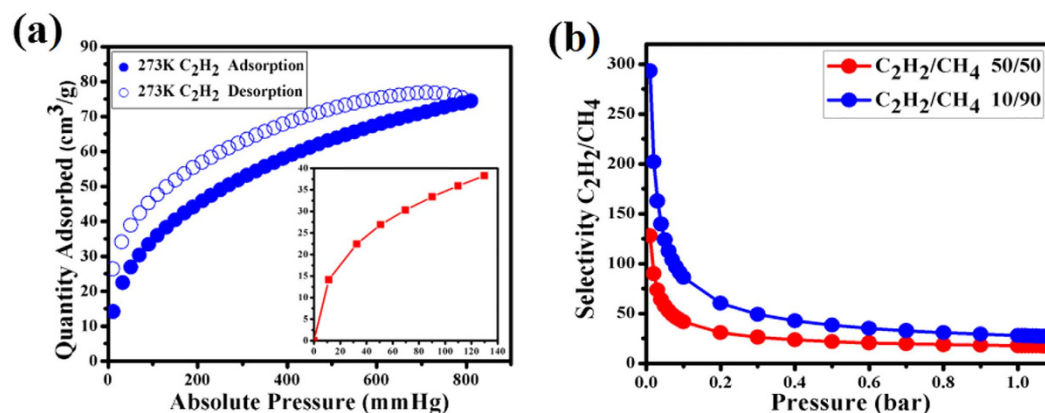 (a)
Quantity Adsorbed (cm³/g)
90
80
70
60
50
40
30
20
10
0
273K C2H2 Adsorption
273K C2H2 Desorption
40
35
30
25
20
15
10
5
0
0 20 40 60 80 100 120 140
0 200 400 600 800
Absolute Pressure (mmHg)
(b)
Selectivity C₂H₂/CH₄
300
250
200
150
100
50
0
C₂H₂/CH₄ 50/50
C₂H₂/CH₄ 10/90
0.0 0.2 0.4 0.6 0.8 1.0
Pressure (bar)